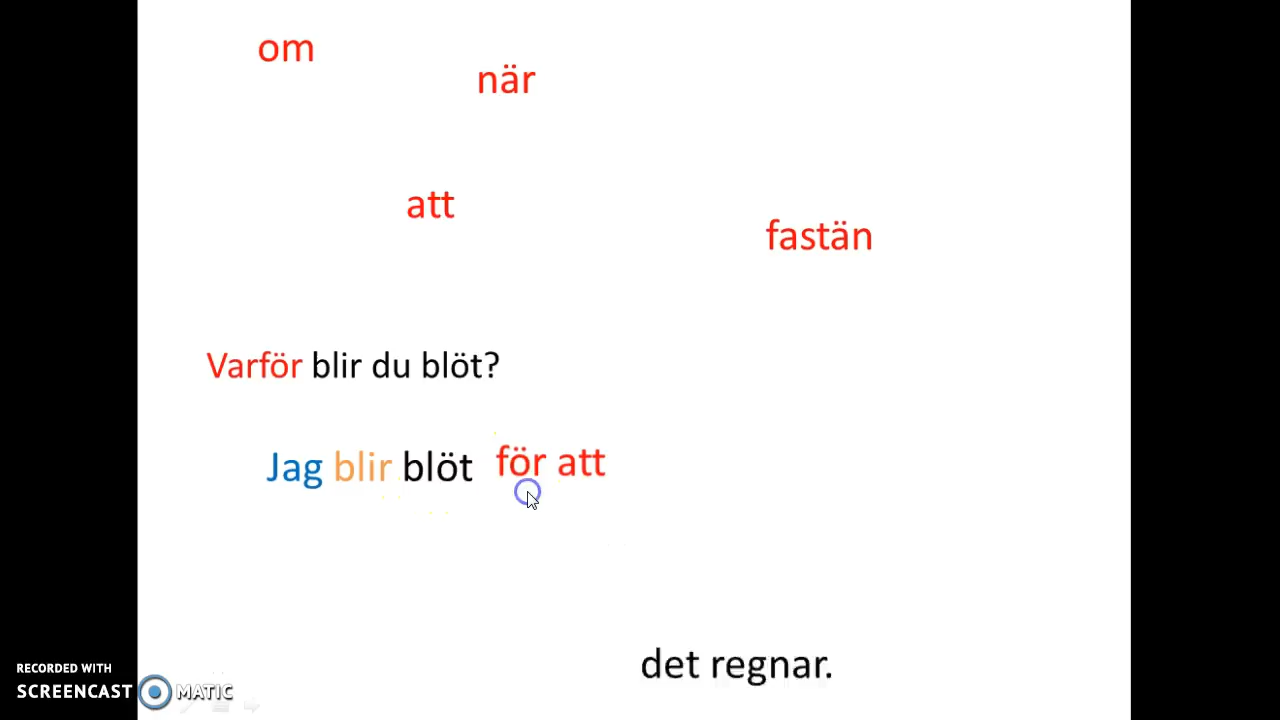 om
när
att
fastän
Varför blir du blöt?
Jag blir blöt för att
det regnar.
RECORDED WITH
SCREENCAST MATIC